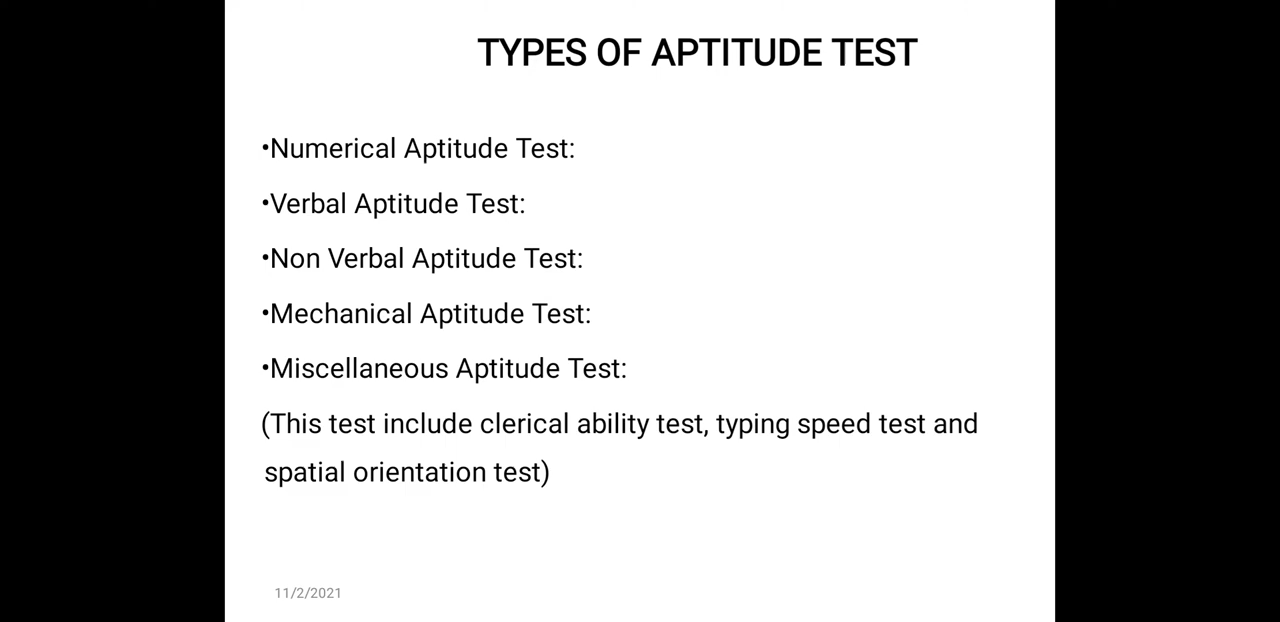 TYPES OF APTITUDE TEST
•Numerical Aptitude Test:
•Verbal Aptitude Test:
•Non Verbal Aptitude Test:
•Mechanical Aptitude Test:
•Miscellaneous Aptitude Test:
(This test include clerical ability test, typing speed test and
spatial orientation test)
11/2/2021